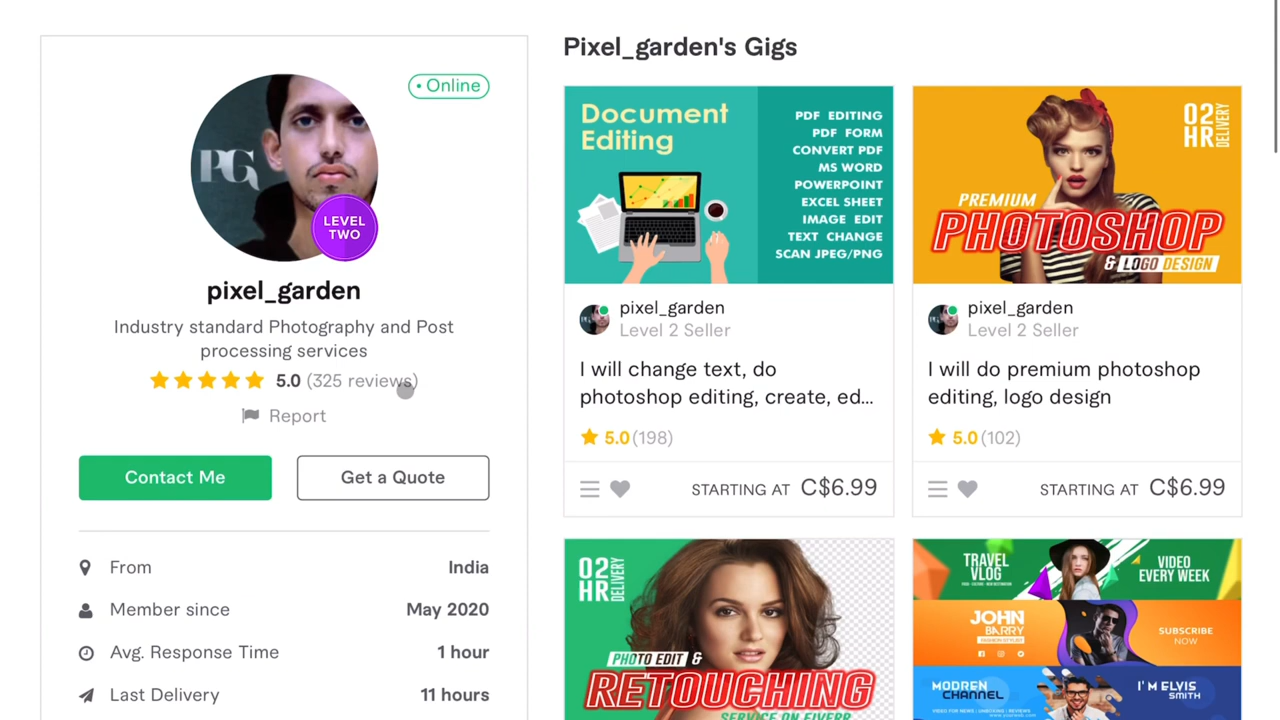 Online
PG
LEVEL
TWO
pixel_garden
Industry standard Photography and Post
processing services
5.0 (325 reviews)
Report
Contact Me
Get a Quote
From India
Member since May 2020
Avg. Response Time 1 hour
Last Delivery 11 hours
Pixel_garden's Gigs
Document
Editing
PDF EDITING
PDF FORM
CONVERT PDF
MS WORD
POWERPOINT
EXCEL SHEET
IMAGE EDIT
TEXT CHANGE
SCAN JPEG/PNG
pixel_garden
Level 2 Seller
I will change text, do
photoshop editing, create, ed...
5.0 (198)
STARTING AT C$6.99
02
HR
DELIVERY
PREMIUM
PHOTOSHOP
& LOGO DESIGN
pixel_garden
Level 2 Seller
I will do premium photoshop
editing, logo design
5.0 (102)
STARTING AT C$6.99
02
HR
DELIVERY
PHOTO EDIT &
RETOUCHING
SERVICE ON FIVERR
TRAVEL
VLOG
VIDEO
EVERY WEEK
JOHN
BARRY
FASHION STYLIST
SUBSCRIBE
NOW
MODREN
CHANNEL
I'M ELVIS
SMITH